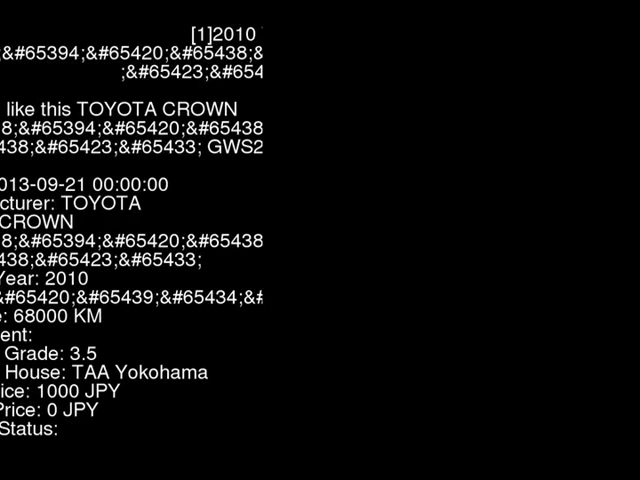 [1]2010
;&#65394;&#65420;&#65438;&
;&#65423;&#654
like this TOYOTA CROWN
8;&#65394;&#65420;&#65438
438;&#65423;&#65433; GWS2
013-09-21 00:00:00
cturer: TOYOTA
CROWN
8;&#65394;&#65420;&#65438
438;&#65423;&#65433;
Year: 2010
&#65420;&#65439;&#65434;&#
e: 68000 KM
ent:
Grade: 3.5
House: TAA Yokohama
ice: 1000 JPY
Price: 0 JPY
Status: